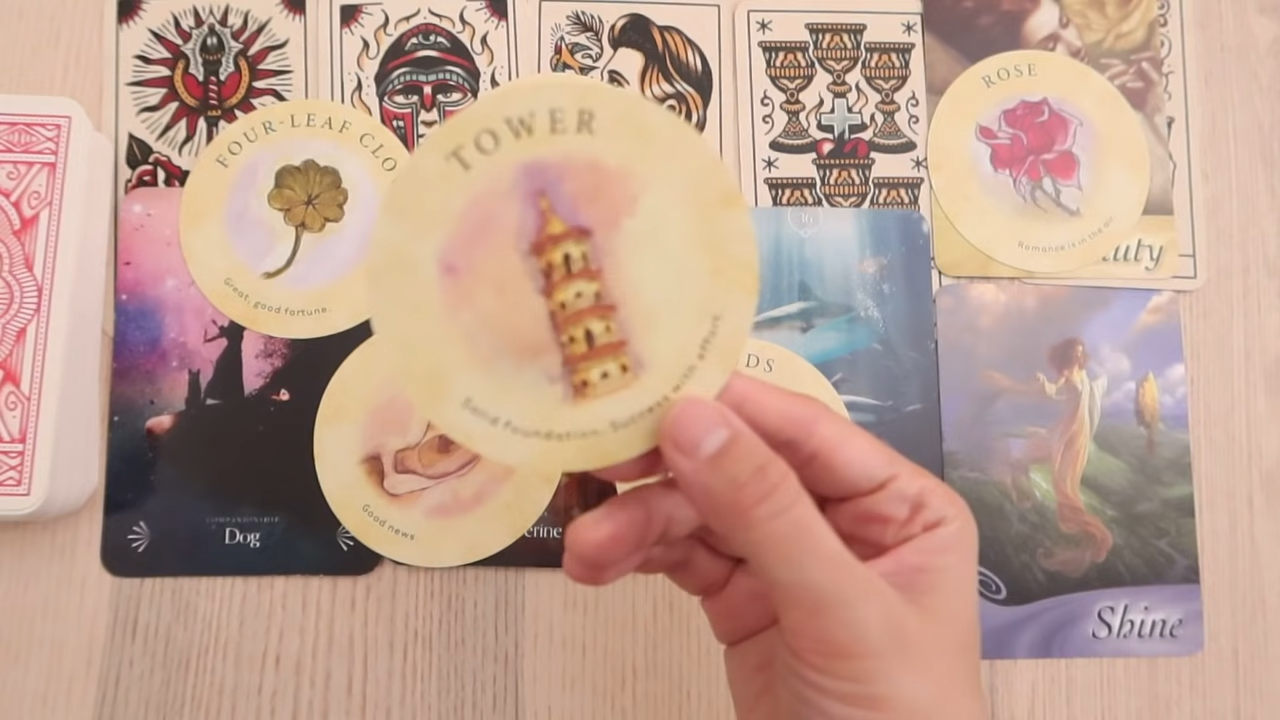 TOWER
Solid foundation. Success with effort.
FOUR-LEAF CLO
Great, good fortune.
ROSE
Romance is in the air
uty
36
DS
Good news
COMPANIONSHIP
Dog
erine
Shine